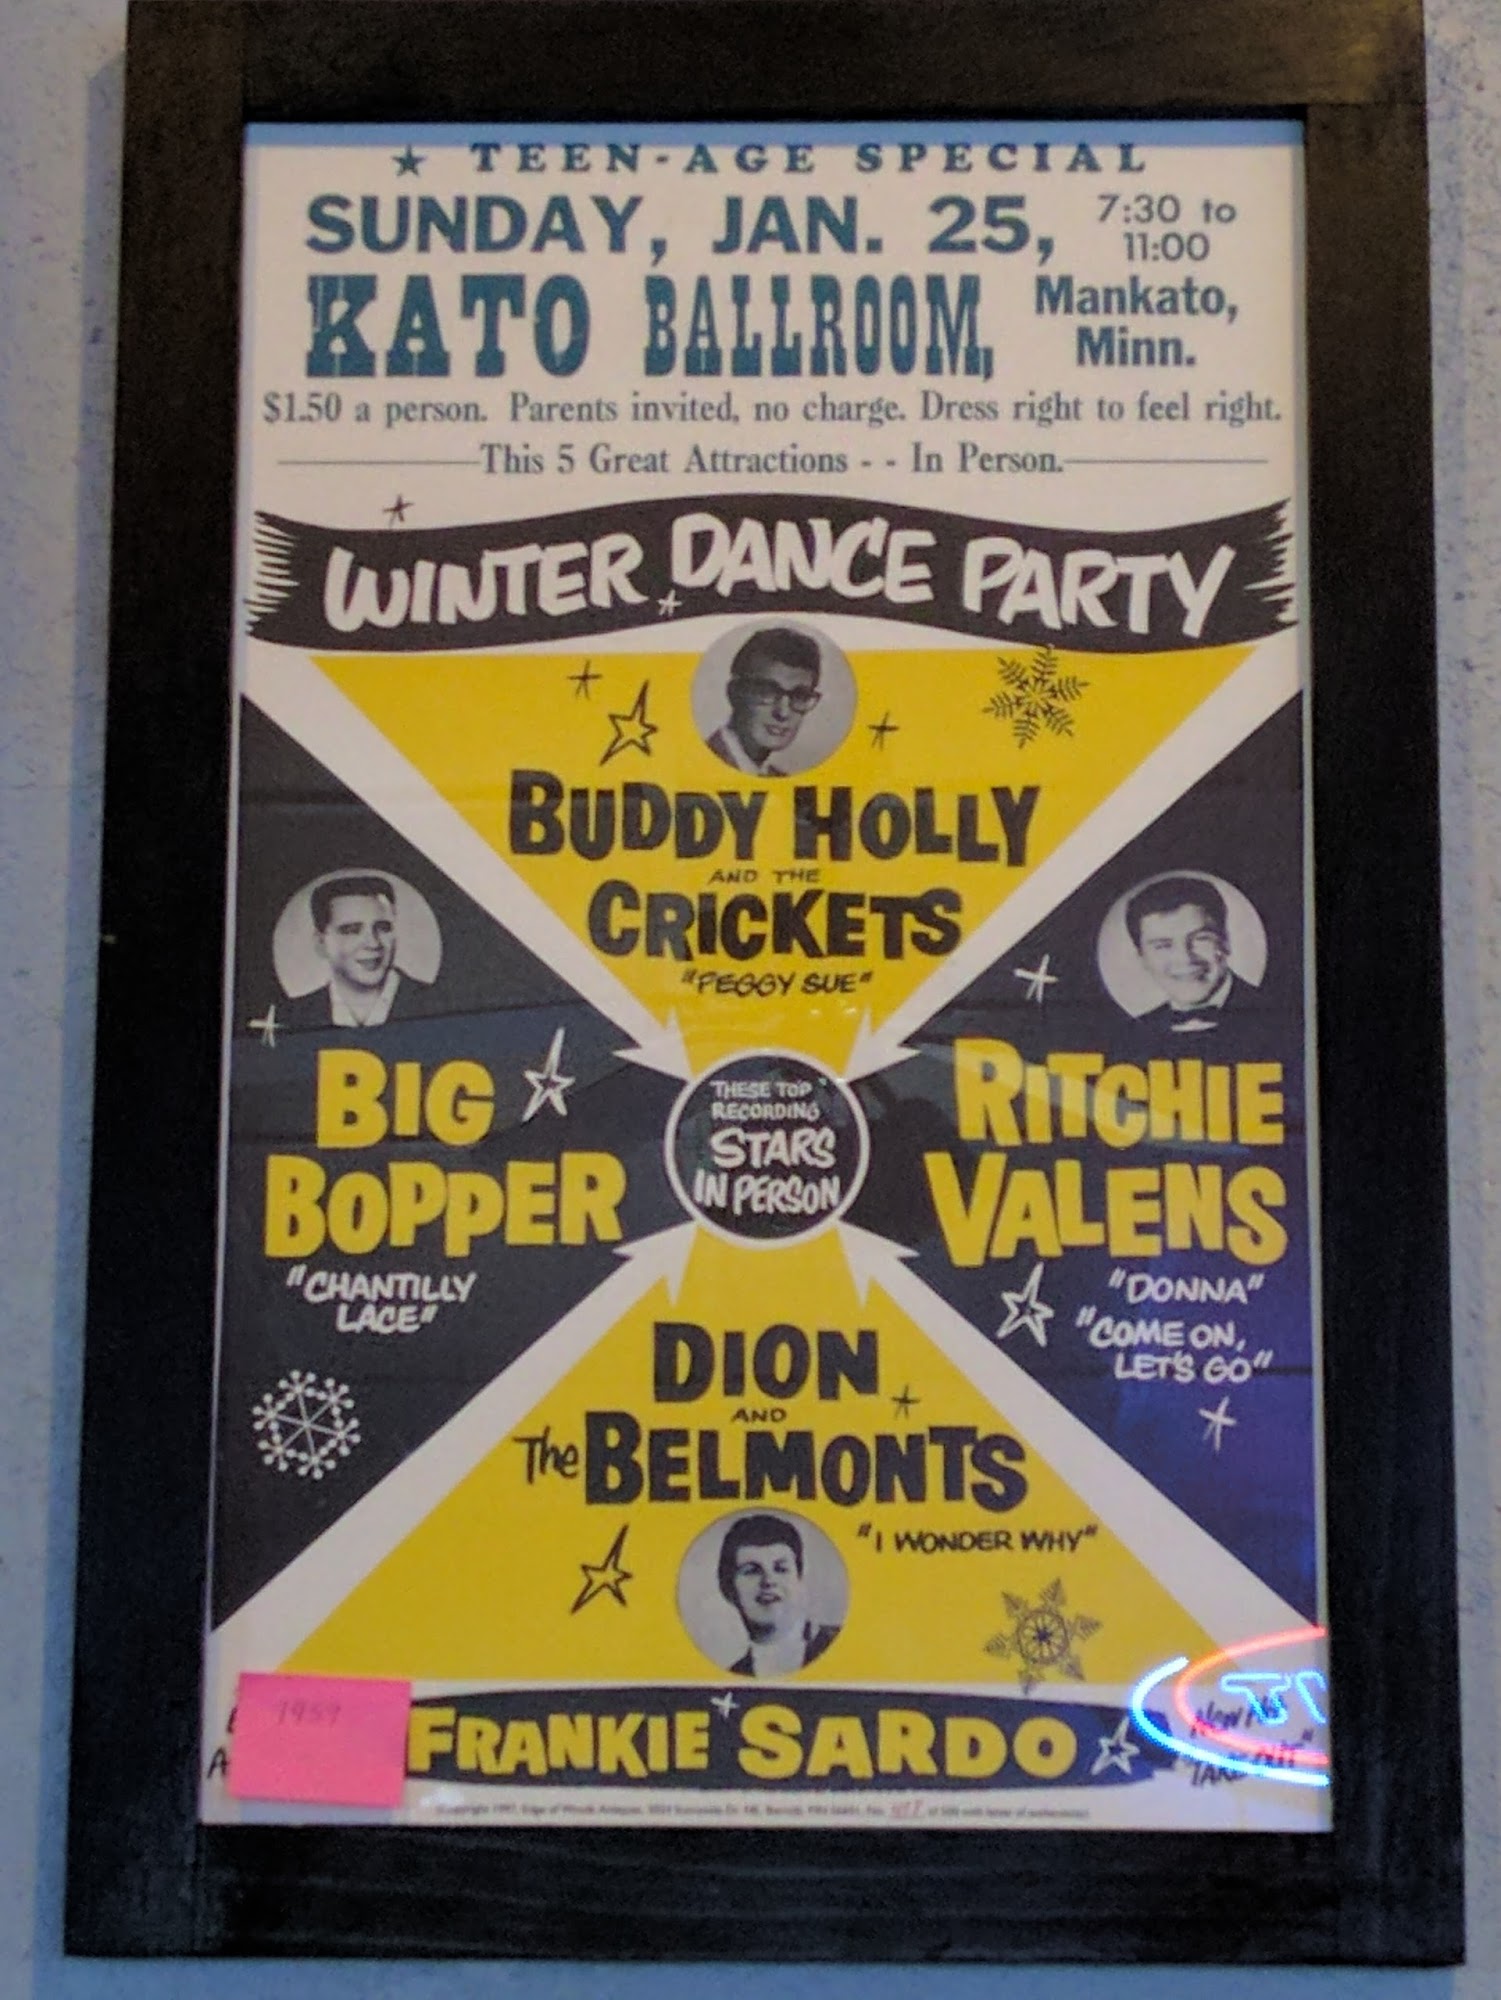 TEEN-AGE SPECIAL
SUNDAY, JAN. 25,
7:30 to
11:00
KATO BALLROOM,
Mankato,
Minn.
$1.50 a person. Parents invited, no charge. Dress right to feel right.
This 5 Great Attractions - - In Person.
WINTER DANCE PARTY
BUDDY HOLLY
AND THE
CRICKETS
"PEGGY SUE"
BIG
BOPPER
"CHANTILLY
LACE"
THESE TOP
RECORDING
STARS
IN PERSON
RITCHIE
VALENS
"DONNA"
"COME ON,
LET'S GO"
DION
AND
The BELMONTS
"I WONDER WHY"
1959
FRANKIE SARDO